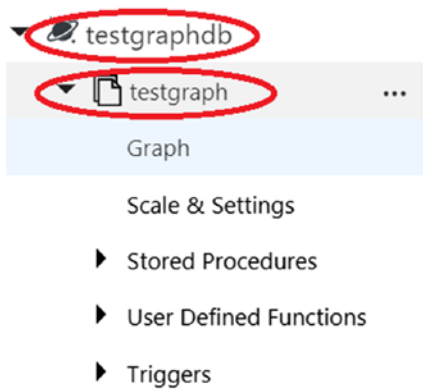 testgraphdb
testgraph ...
Graph
Scale & Settings
Stored Procedures
User Defined Functions
Triggers